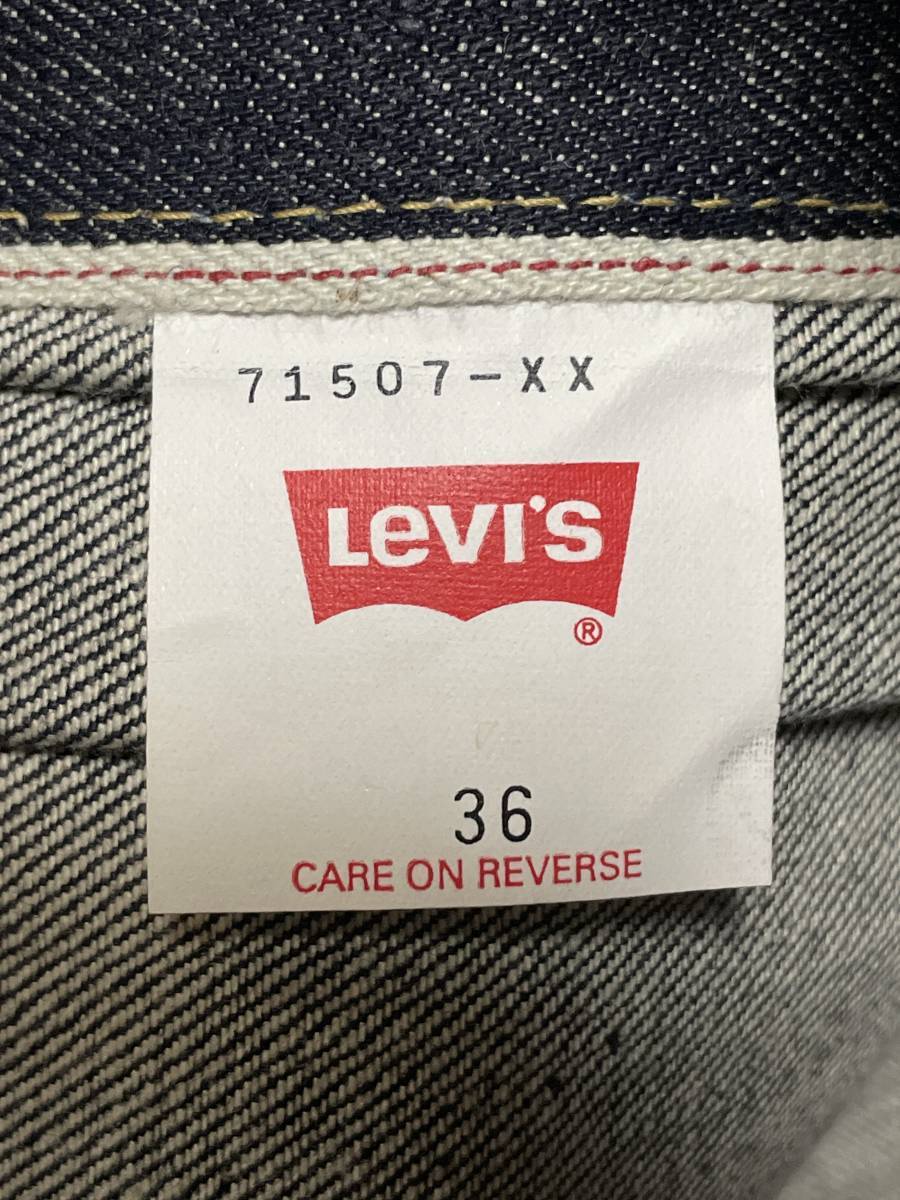 71507-XX
Levi's
®
36
CARE ON REVERSE